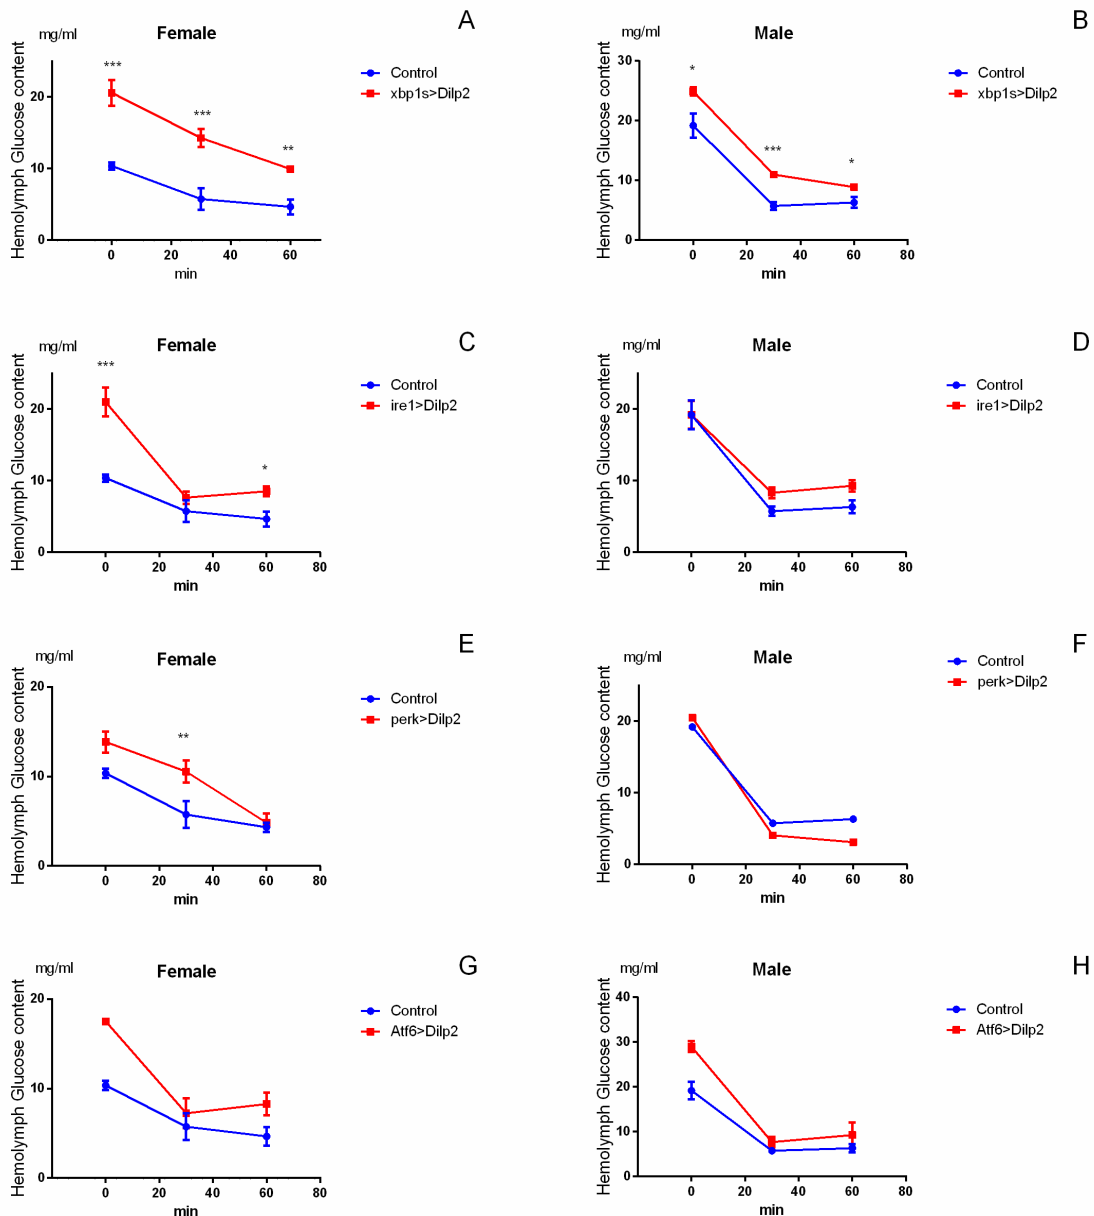 A
mg/ml
Female
Hemolymph Glucose content
***
***
**
20
10
0
0
20
40
60
min
Control
xbp1s>Dilp2
B
mg/ml
Male
Hemolymph Glucose content
*
***
*
30
20
10
0
0
20
40
60
80
min
Control
xbp1s>Dilp2
C
mg/ml
Female
Hemolymph Glucose content
***
*
20
10
0
0
20
40
60
80
min
Control
ire1>Dilp2
D
mg/ml
Male
Hemolymph Glucose content
20
10
0
0
20
40
60
80
min
Control
ire1>Dilp2
E
mg/ml
Female
Hemolymph Glucose content
**
20
10
0
0
20
40
60
80
min
Control
perk>Dilp2
F
mg/ml
Male
Hemolymph Glucose content
20
10
0
0
20
40
60
80
min
Control
perk>Dilp2
G
mg/ml
Female
Hemolymph Glucose content
20
10
0
0
20
40
60
80
min
Control
Atf6>Dilp2
H
mg/ml
Male
Hemolymph Glucose content
40
30
20
10
0
0
20
40
60
80
min
Control
Atf6>Dilp2